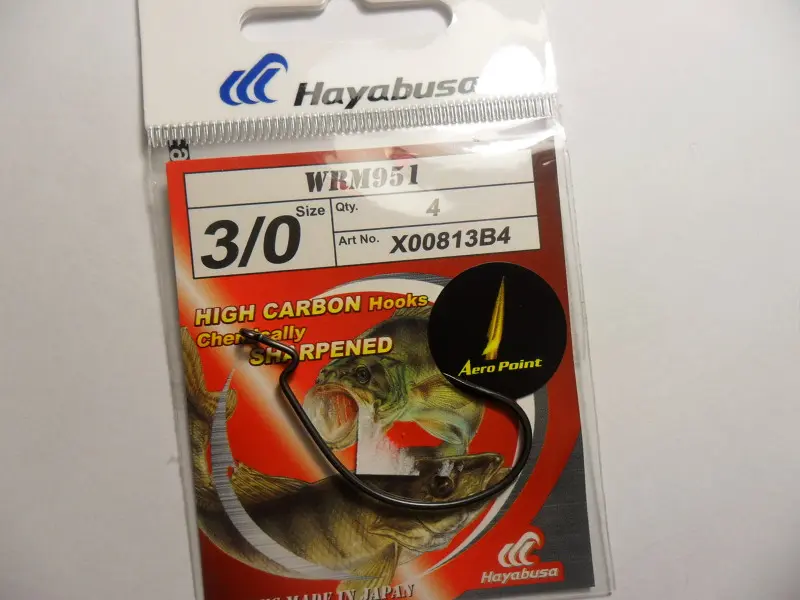 Hayabusa
WRM951
3/0 Size
Qty. 4
Art No. X00813B4
HIGH CARBON Hooks
Chemically
SHARPENED
Aero Point
Hayabusa
MADE IN JAPAN